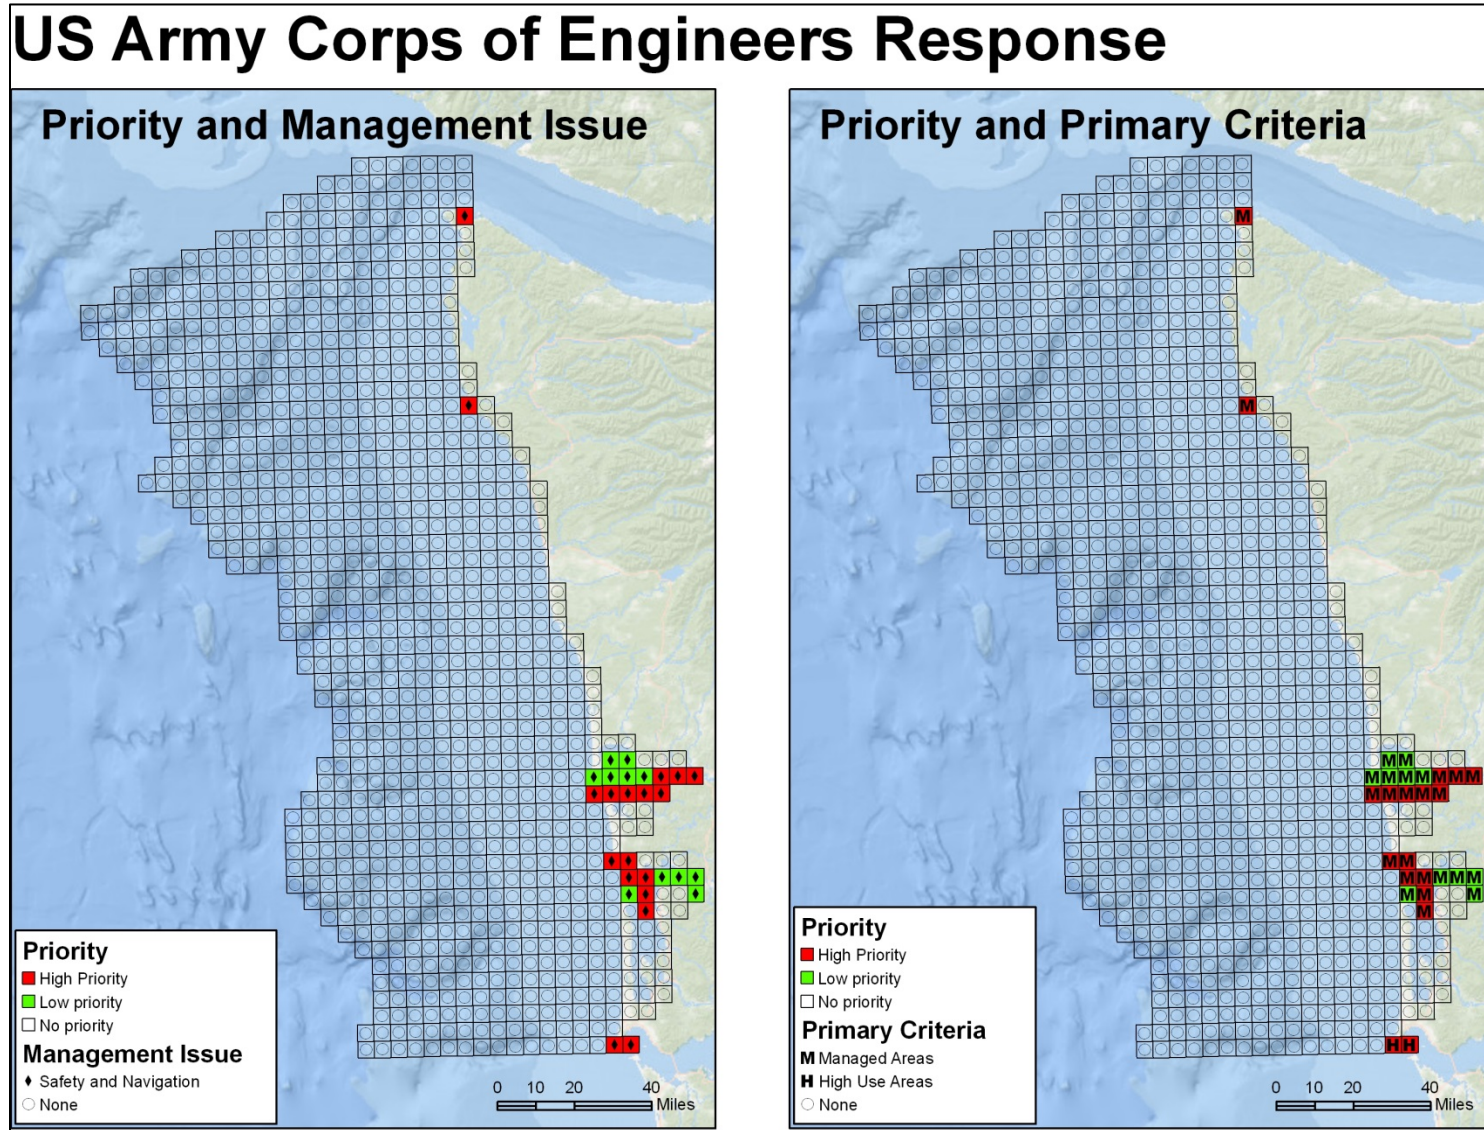 US Army Corps of Engineers Response
Priority and Management Issue
Priority
High Priority
Low priority
No priority
Management Issue
Safety and Navigation
None
0 10 20 40
Miles
Priority and Primary Criteria
M
M
M M
M M M M M M M
M M M M M
M M
M M M M M
M M M
M
H H
Priority
High Priority
Low priority
No priority
Primary Criteria
M Managed Areas
H High Use Areas
None
0 10 20 40
Miles